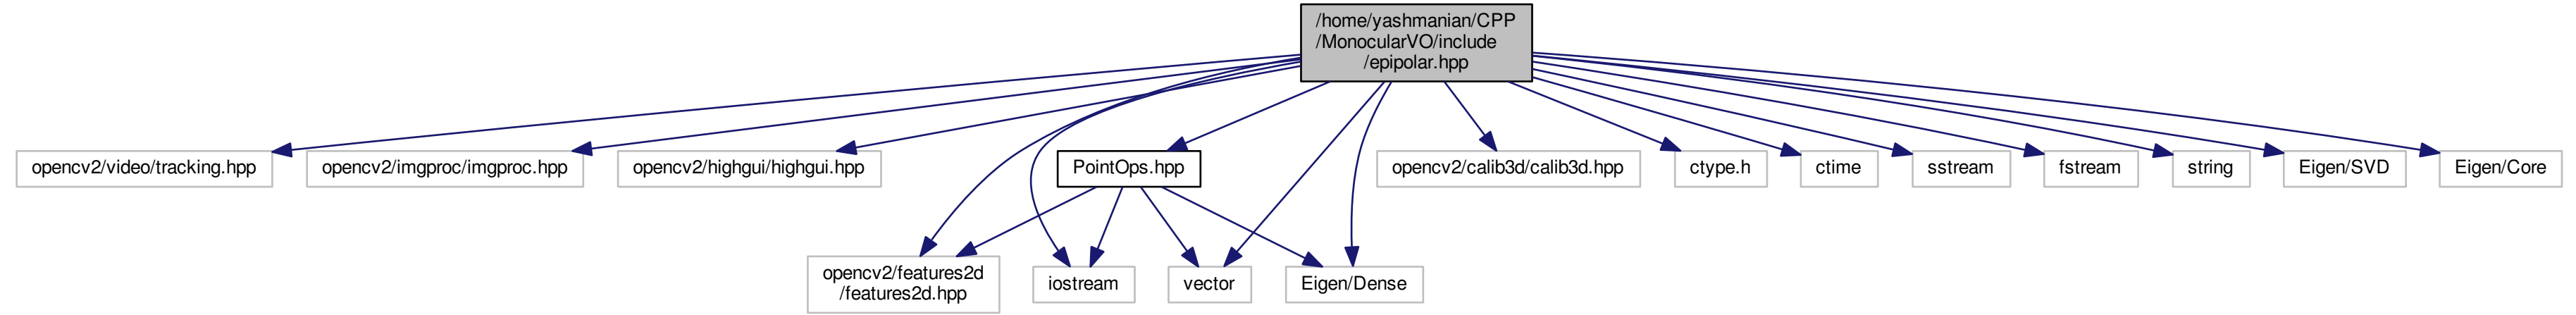 /home/yashmanian/CPP
/MonocularVO/include
/epipolar.hpp
opencv2/video/tracking.hpp
opencv2/imgproc/imgproc.hpp
opencv2/highgui/highgui.hpp
PointOps.hpp
opencv2/calib3d/calib3d.hpp
ctype.h
ctime
sstream
fstream
string
Eigen/SVD
Eigen/Core
opencv2/features2d
/features2d.hpp
iostream
vector
Eigen/Dense